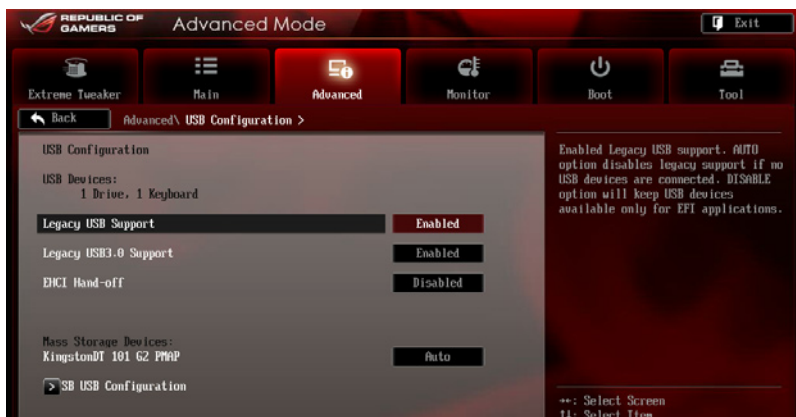 REPUBLIC OF
GAMERS
Advanced Mode
Exit
Extreme Tweaker
Main
Advanced
Monitor
Boot
Tool
Back
Advanced\ USB Configuration >
USB Configuration
USB Devices:
1 Drive, 1 Keyboard
Legacy USB Support
Enabled
Legacy USB3.0 Support
Enabled
EHCI Hand-off
Disabled
Mass Storage Devices:
KingstonDT 101 G2 PMAP
Auto
> SB USB Configuration
Enabled Legacy USB support. AUTO
option disables legacy support if no
USB devices are connected. DISABLE
option will keep USB devices
available only for EFI applications.
→←: Select Screen
↑↓: Select Item